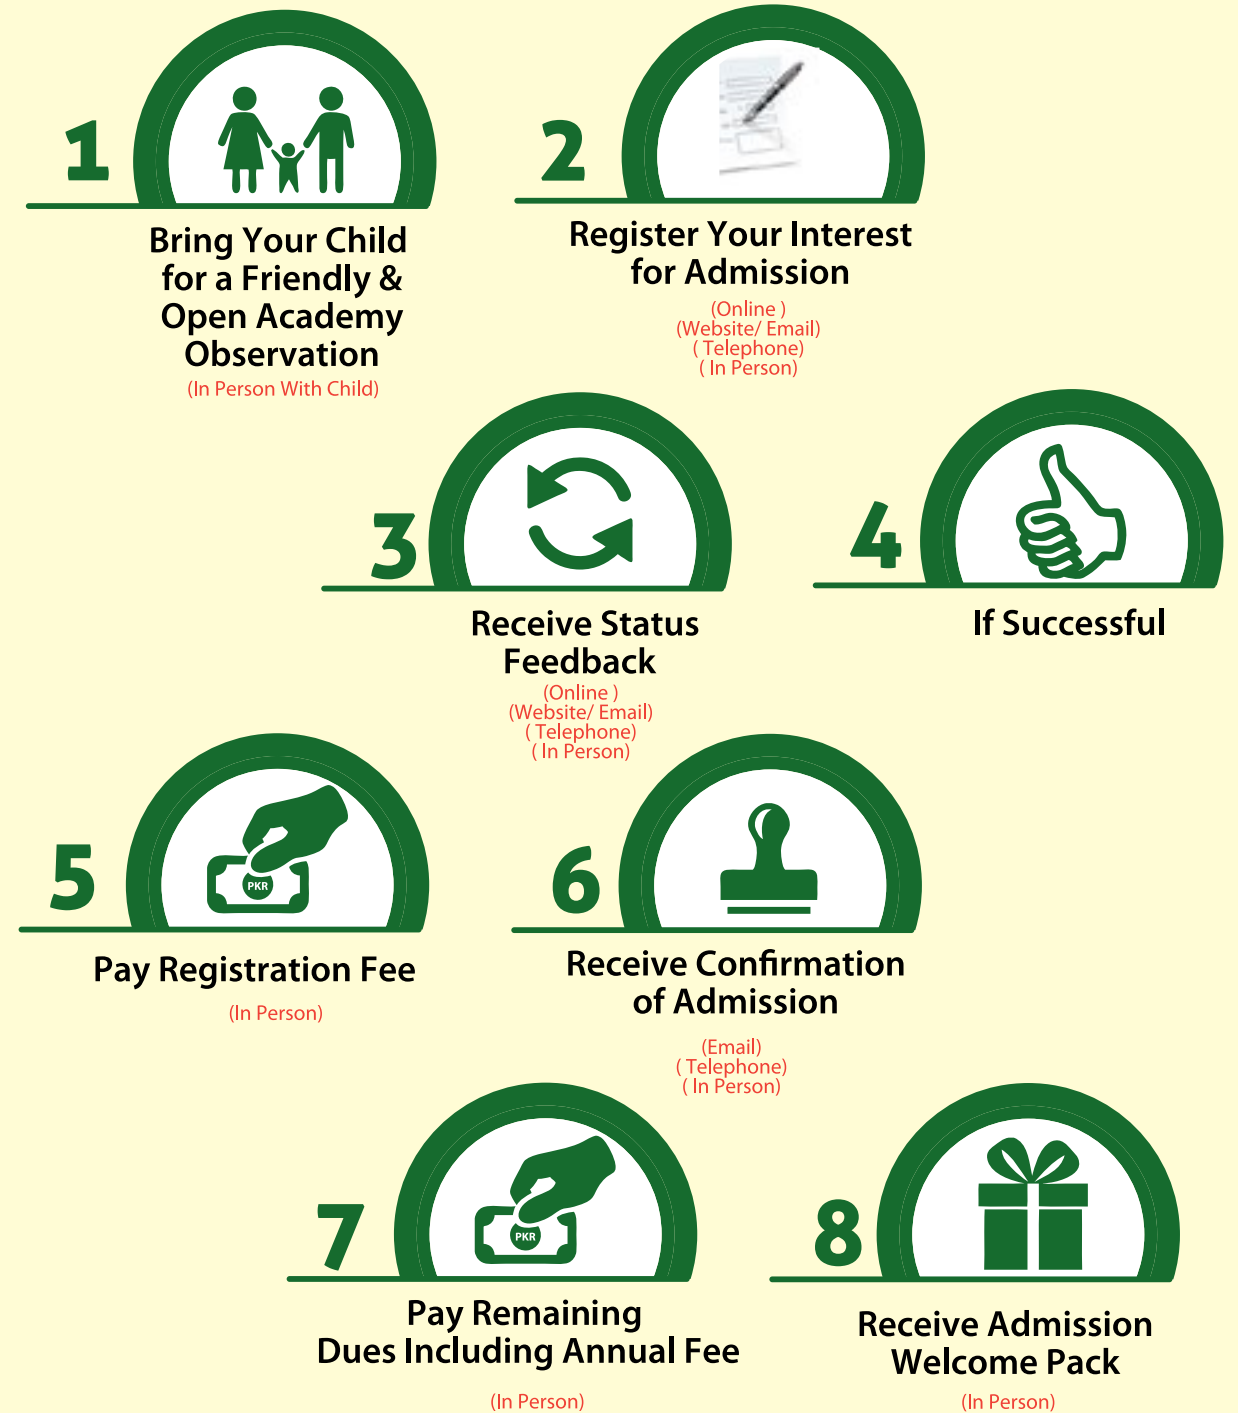 1
Bring Your Child
for a Friendly &
Open Academy
Observation
(In Person With Child)
2
Register Your Interest
for Admission
(Online )
(Website/ Email)
( Telephone)
( In Person)
3
Receive Status
Feedback
(Online )
(Website/ Email)
( Telephone)
( In Person)
4
If Successful
5
PKR
Pay Registration Fee
(In Person)
6
Receive Confirmation
of Admission
(Email)
( Telephone)
( In Person)
7
PKR
Pay Remaining
Dues Including Annual Fee
(In Person)
8
Receive Admission
Welcome Pack
(In Person)